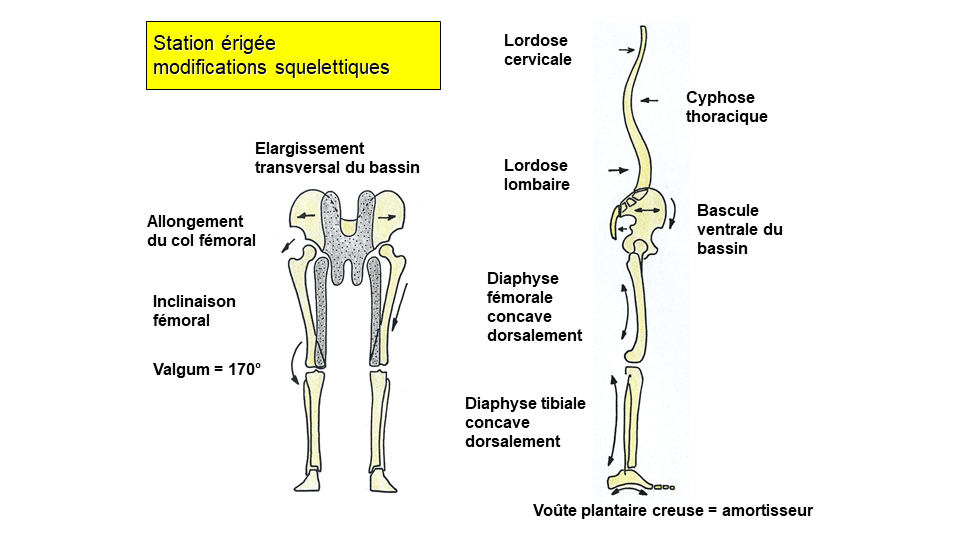 Station érigée
modifications squelettiques
Elargissement
transversal du bassin
Allongement
du col fémoral
Inclinaison
fémoral
Valgum = 170°
Lordose
cervicale
Cyphose
thoracique
Lordose
lombaire
Bascule
ventrale du
bassin
Diaphyse
fémorale
concave
dorsalement
Diaphyse tibiale
concave
dorsalement
Voûte plantaire creuse = amortisseur